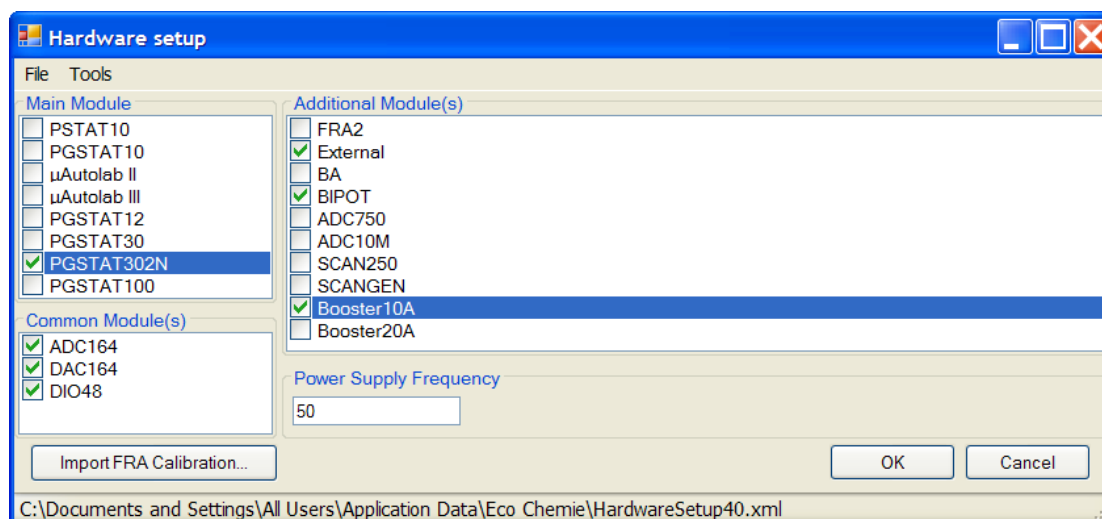 Hardware setup
File Tools
Main Module
PSTAT10
PGSTAT10
µAutolab II
µAutolab III
PGSTAT12
PGSTAT30
PGSTAT302N
PGSTAT100
Common Module(s)
ADC164
DAC164
DIO48
Additional Module(s)
FRA2
External
BA
BIPOT
ADC750
ADC10M
SCAN250
SCANGEN
Booster10A
Booster20A
Power Supply Frequency
50
Import FRA Calibration...
OK Cancel
C:\Documents and Settings\All Users\Application Data\Eco Chemie\HardwareSetup40.xml